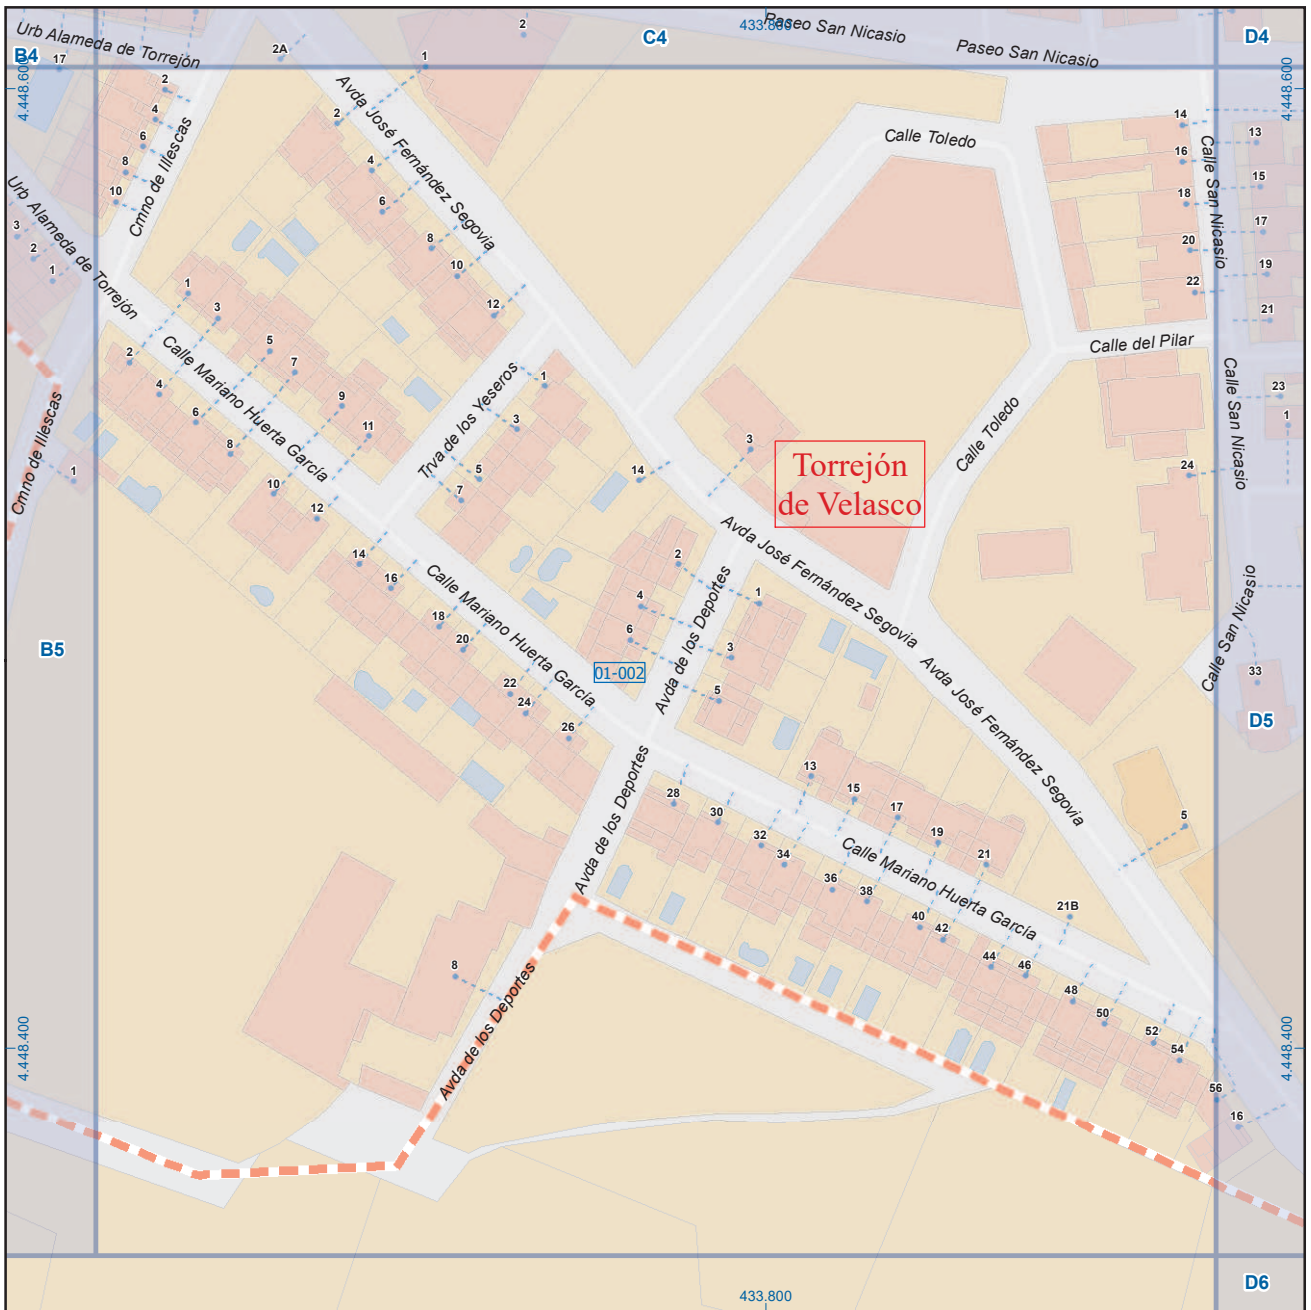 Urb Alameda de Torrejón
B4
17
2A
2
1
C4
433.800
Paseo San Nicasio
Paseo San Nicasio
D4
4.448.600
4.448.600
2
4
6
8
10
Cmno de Illescas
Urb Alameda de Torrejón
3
2
1
2
4
6
8
10
12
Avda José Fernández Segovia
Calle Toledo
14
16
18
20
22
Calle San Nicasio
13
15
17
19
21
Calle del Pilar
1
3
5
7
9
11
2
4
6
8
10
12
Calle Mariano Huerta García
Trva de los Yeseros
1
3
5
7
14
3
Calle Toledo
Calle San Nicasio
23
1
24
Cmno de Illescas
1
Torrejón
de Velasco
14
16
18
20
22
24
26
Calle Mariano Huerta García
2
4
6
01-002
Avda de los Deportes
1
3
5
Avda José Fernández Segovia
Calle San Nicasio
33
B5
D5
Avda José Fernández Segovia
Avda de los Deportes
13
15
17
19
21
21B
5
28
30
32
34
36
38
40
42
44
46
48
50
52
54
56
16
Calle Mariano Huerta García
8
Avda de los Deportes
4.448.400
4.448.400
433.800
D6